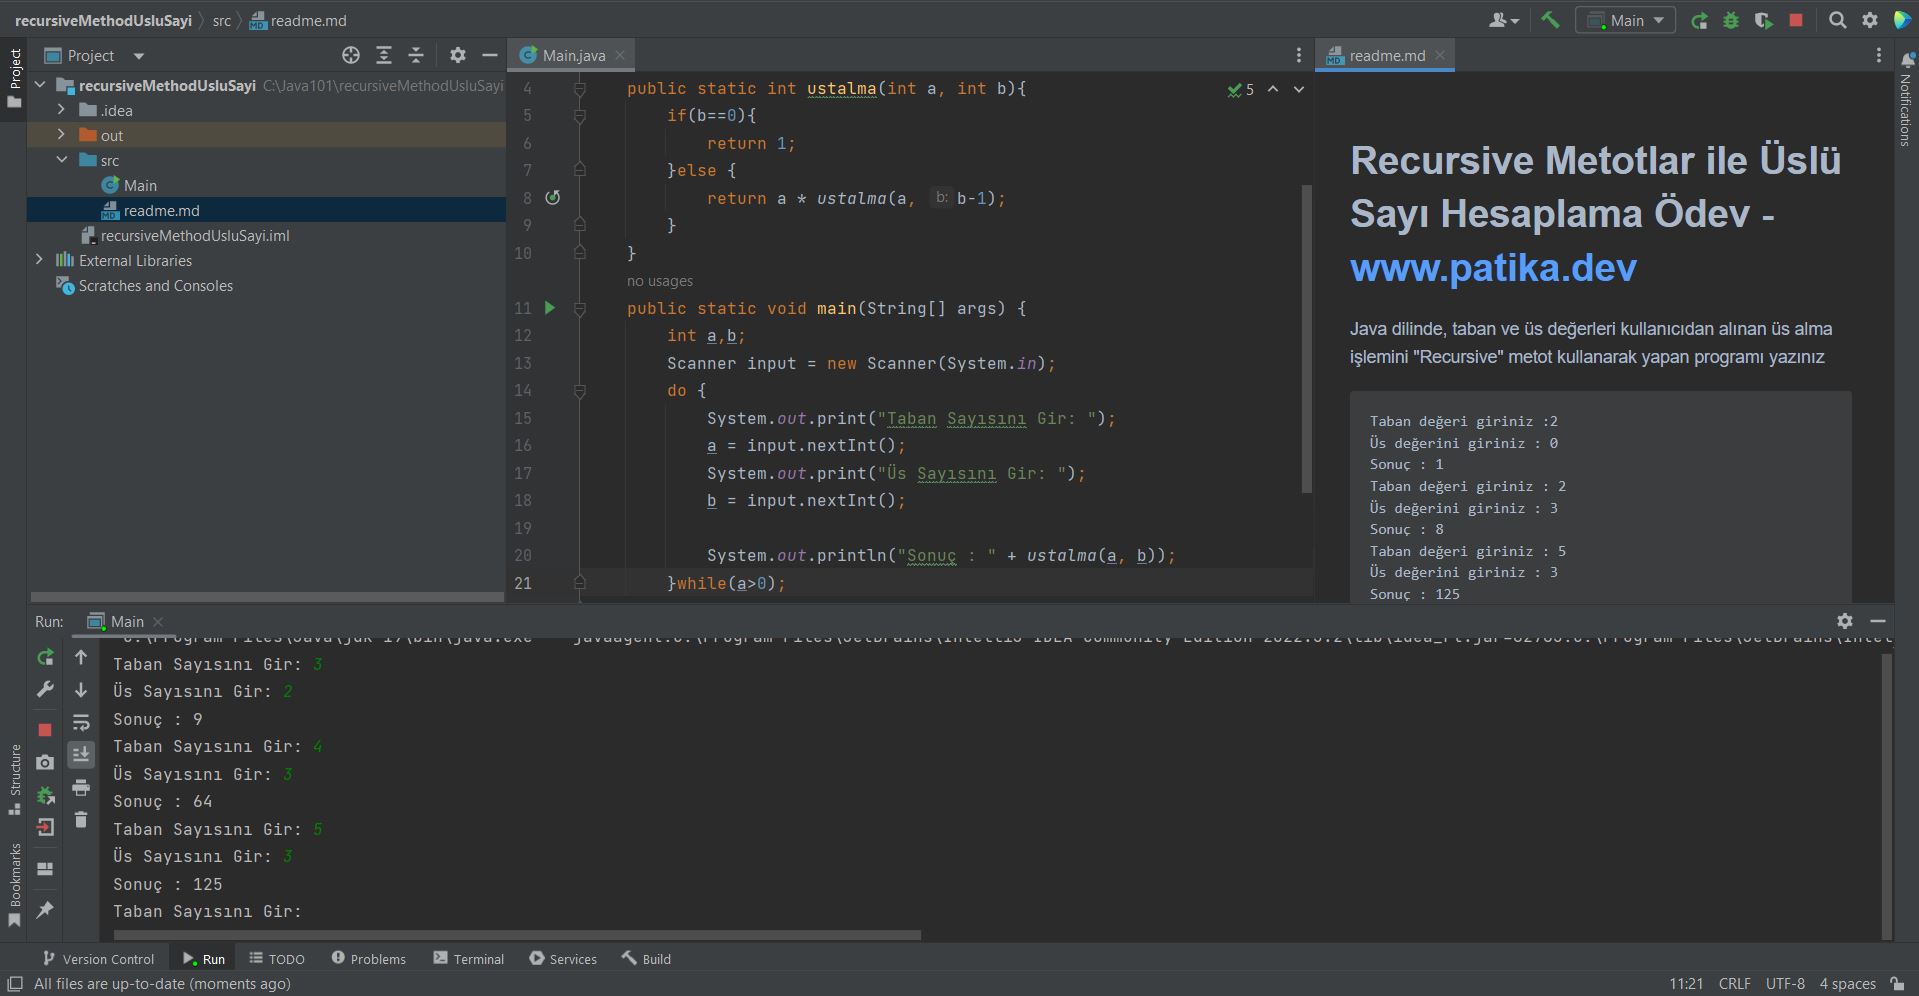 recursiveMethodUsluSayi src readme.md
Main
Project
Main.java
readme.md
Project
Notifications
recursiveMethodUsluSayi C:\Java101\recursiveMethodUsluSayi
.idea
out
src
Main
readme.md
recursiveMethodUsluSayi.iml
External Libraries
Scratches and Consoles
5
4 public static int ustalma(int a, int b){
5 if(b==0){
6 return 1;
7 }else {
8 return a * ustalma(a, b: b-1);
9 }
10 }
no usages
11 public static void main(String[] args) {
12 int a,b;
13 Scanner input = new Scanner(System.in);
14 do {
15 System.out.print("Taban Sayısını Gir: ");
16 a = input.nextInt();
17 System.out.print("Üs Sayısını Gir: ");
18 b = input.nextInt();
19
20 System.out.println("Sonuç : " + ustalma(a, b));
21 }while(a>0);
Recursive Metotlar ile Üslü
Sayı Hesaplama Ödev -
www.patika.dev
Java dilinde, taban ve üs değerleri kullanıcıdan alınan üs alma
işlemini "Recursive" metot kullanarak yapan programı yazınız
Taban değeri giriniz :2
Üs değerini giriniz : 0
Sonuç : 1
Taban değeri giriniz : 2
Üs değerini giriniz : 3
Sonuç : 8
Taban değeri giriniz : 5
Üs değerini giriniz : 3
Sonuç : 125
Run: Main
Taban Sayısını Gir: 3
Üs Sayısını Gir: 2
Sonuç : 9
Taban Sayısını Gir: 4
Üs Sayısını Gir: 3
Sonuç : 64
Taban Sayısını Gir: 5
Üs Sayısını Gir: 3
Sonuç : 125
Taban Sayısını Gir:
Structure
Bookmarks
Version Control Run TODO Problems Terminal Services Build
All files are up-to-date (moments ago)
11:21 CRLF UTF-8 4 spaces